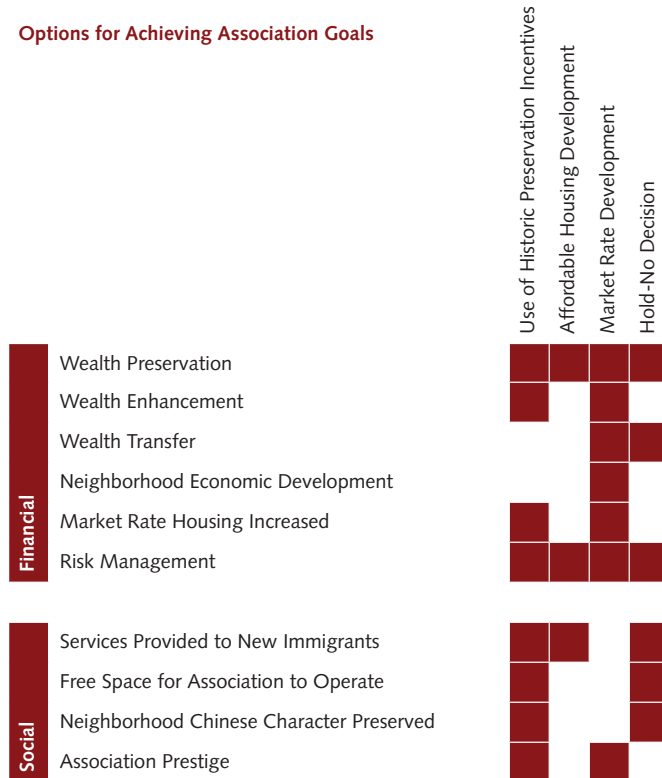 Options for Achieving Association Goals
Use of Historic Preservation Incentives
Affordable Housing Development
Market Rate Development
Hold-No Decision
Financial
Wealth Preservation
Wealth Enhancement
Wealth Transfer
Neighborhood Economic Development
Market Rate Housing Increased
Risk Management
Social
Services Provided to New Immigrants
Free Space for Association to Operate
Neighborhood Chinese Character Preserved
Association Prestige